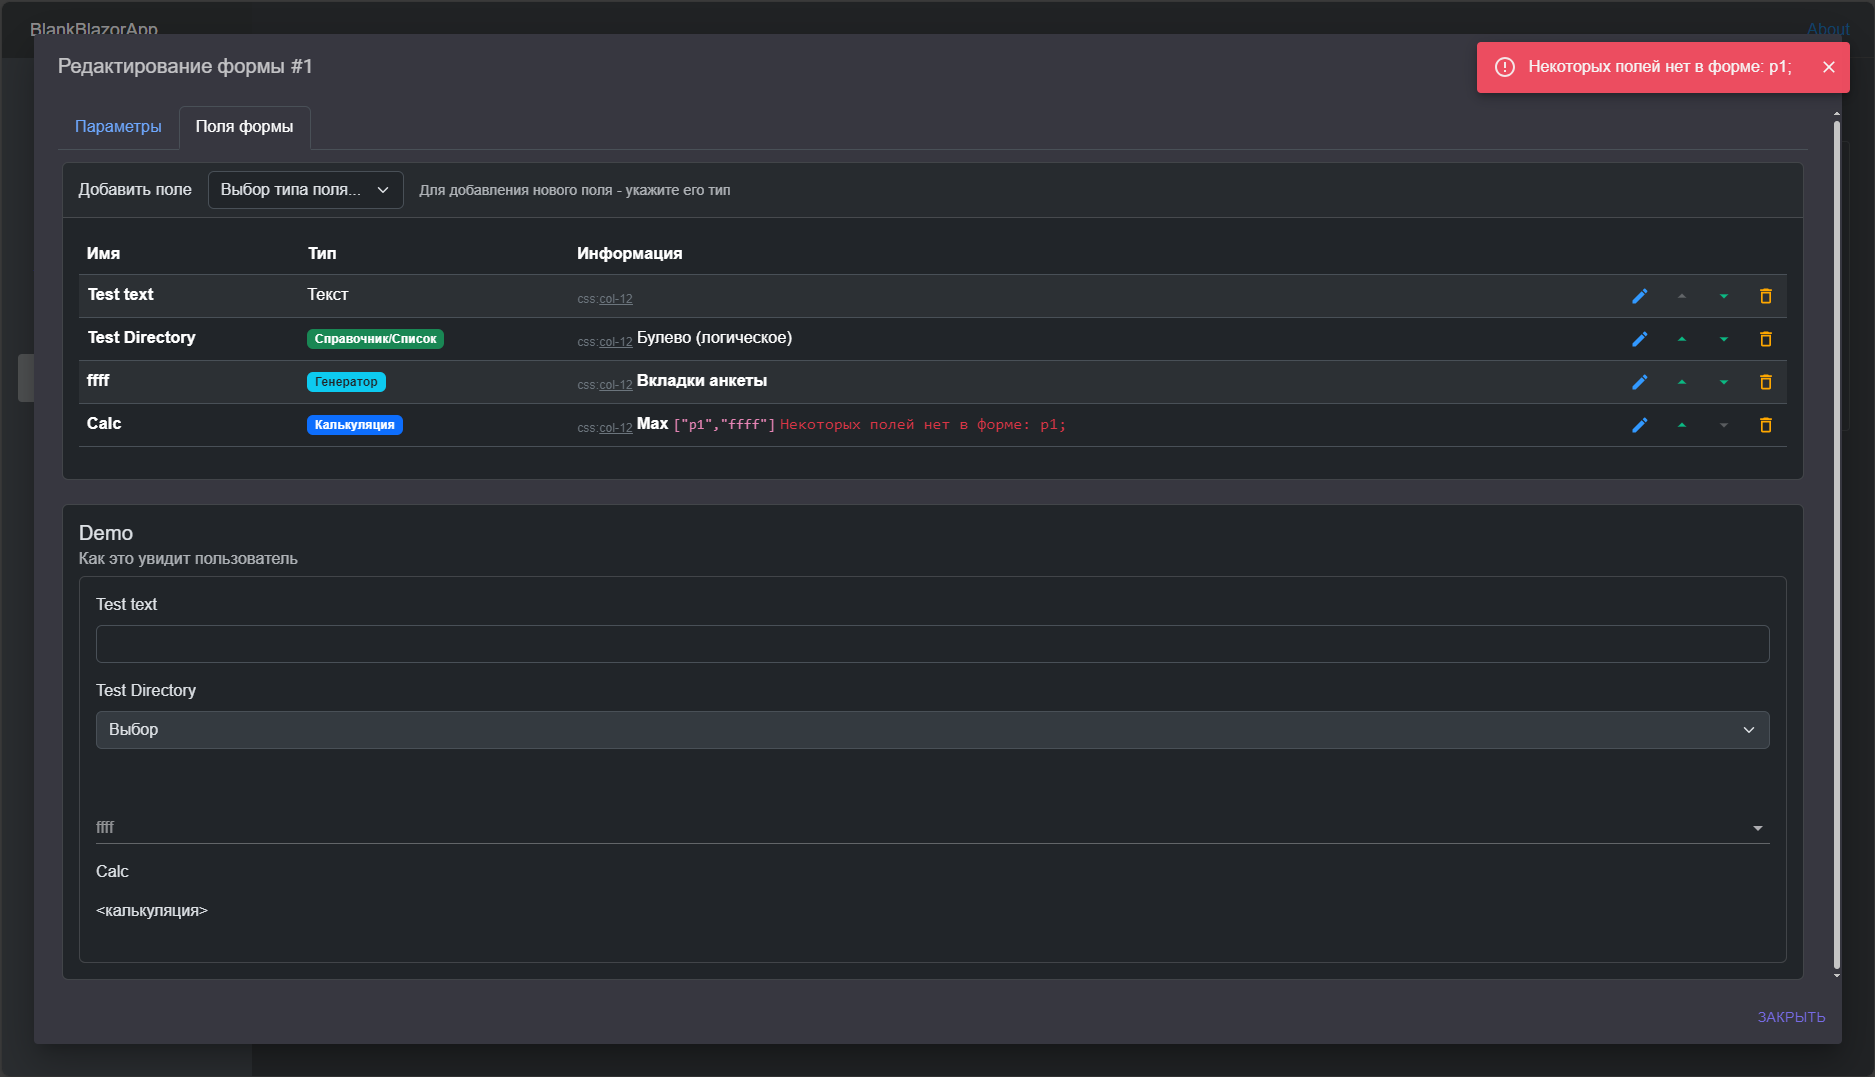 BlankBlazorApp
About
Редактирование формы #1
Некоторых полей нет в форме: p1;
Параметры
Поля формы
Добавить поле
Выбор типа поля...
Для добавления нового поля - укажите его тип
Имя Тип Информация
Test text Текст css:col-12
Test Directory Справочник/Список css:col-12 Булево (логическое)
ffff Генератор css:col-12 Вкладки анкеты
Calc Калькуляция css:col-12 Max ["p1","ffff"] Некоторых полей нет в форме: p1;
Demo
Как это увидит пользователь
Test text
Test Directory
Выбор
ffff
Calc
<калькуляция>
ЗАКРЫТЬ